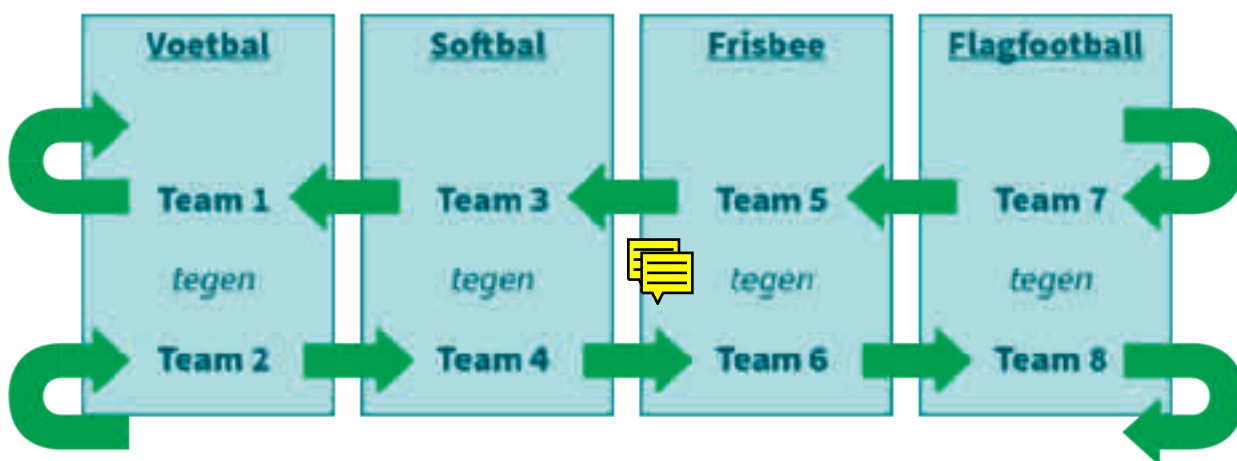 Voetbal
Team 1
tegen
Team 2
Softbal
Team 3
tegen
Team 4
Frisbee
Team 5
tegen
Team 6
Flagfootball
Team 7
tegen
Team 8